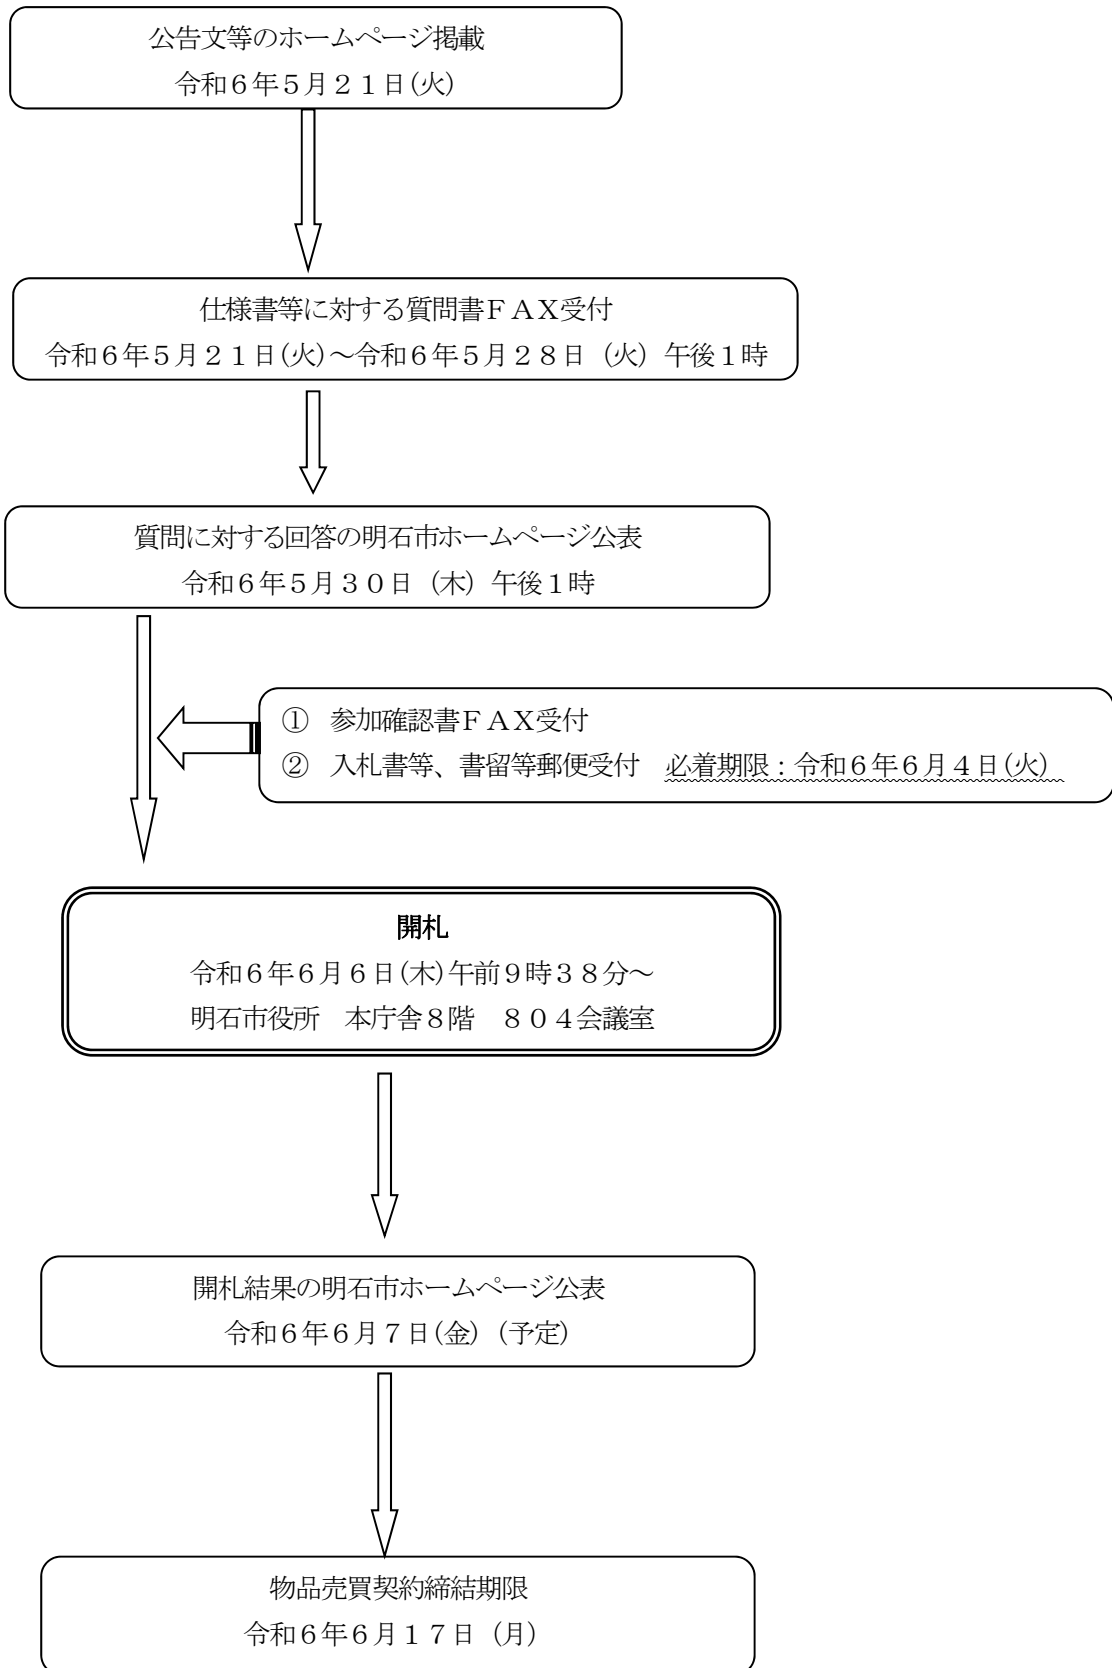 公告文等のホームページ掲載
令和６年５月２１日(火)
仕様書等に対する質問書ＦＡＸ受付
令和６年５月２１日(火)～令和６年５月２８日（火）午後１時
質問に対する回答の明石市ホームページ公表
令和６年５月３０日（木）午後１時
①　参加確認書ＦＡＸ受付
②　入札書等、書留等郵便受付　必着期限：令和６年６月４日(火)
開札
令和６年６月６日(木)午前９時３８分～
明石市役所　本庁舎８階　８０４会議室
開札結果の明石市ホームページ公表
令和６年６月７日(金)（予定）
物品売買契約締結期限
令和６年６月１７日（月）